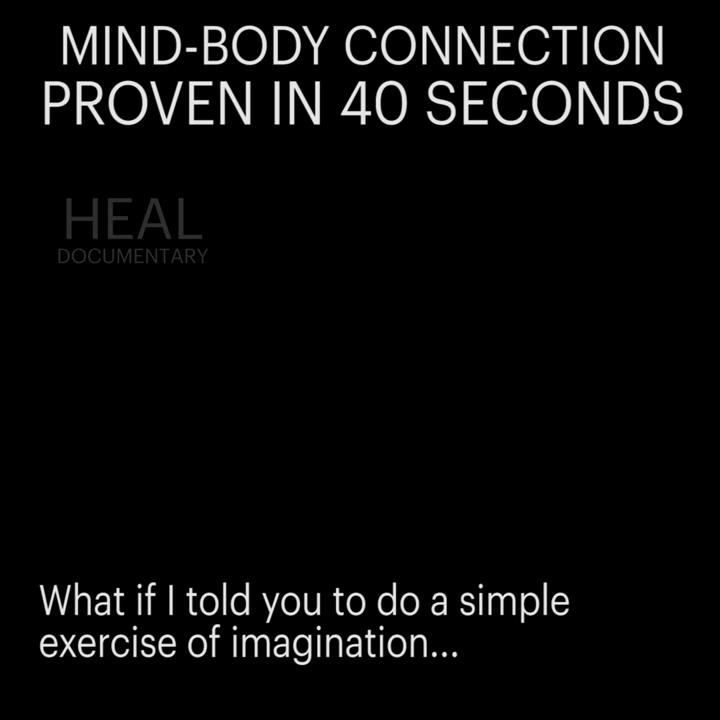 MIND-BODY CONNECTION
PROVEN IN 40 SECONDS
HEAL
DOCUMENTARY
What if I told you to do a simple
exercise of imagination...